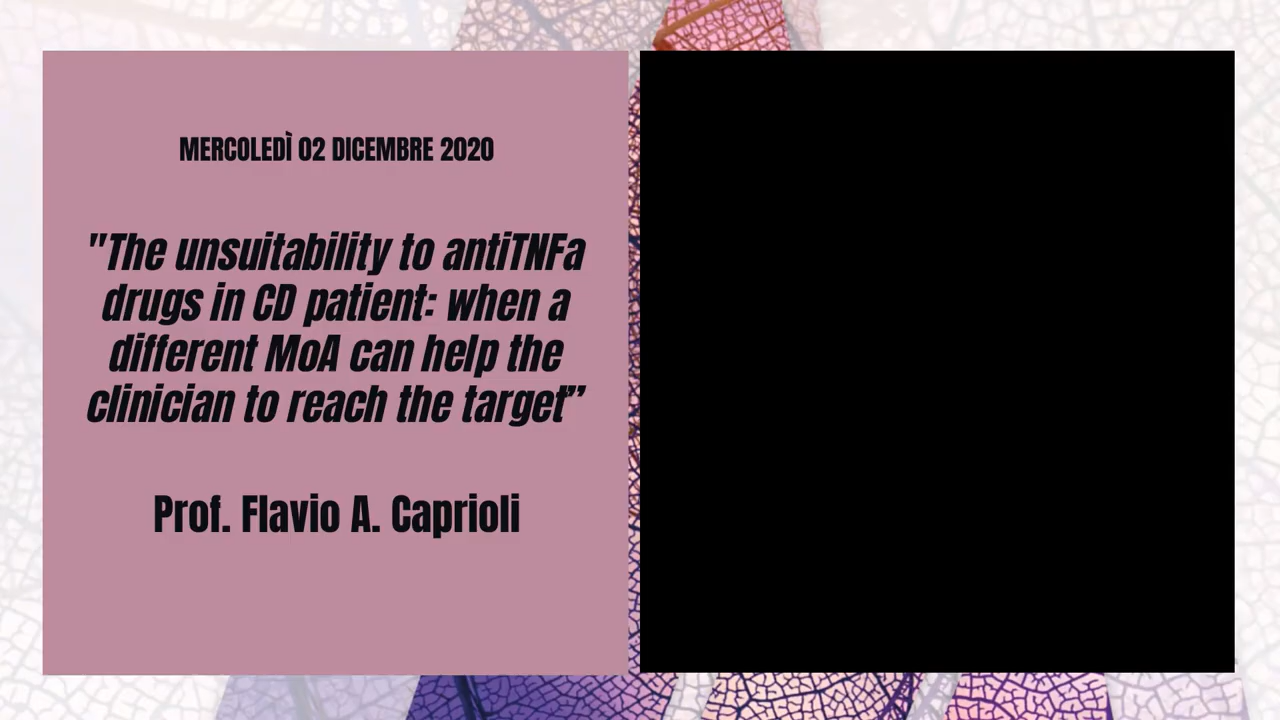 MERCOLEDÌ 02 DICEMBRE 2020
"The unsuitability to antiTNFa
drugs in CD patient: when a
different MoA can help the
clinician to reach the target”
Prof. Flavio A. Caprioli